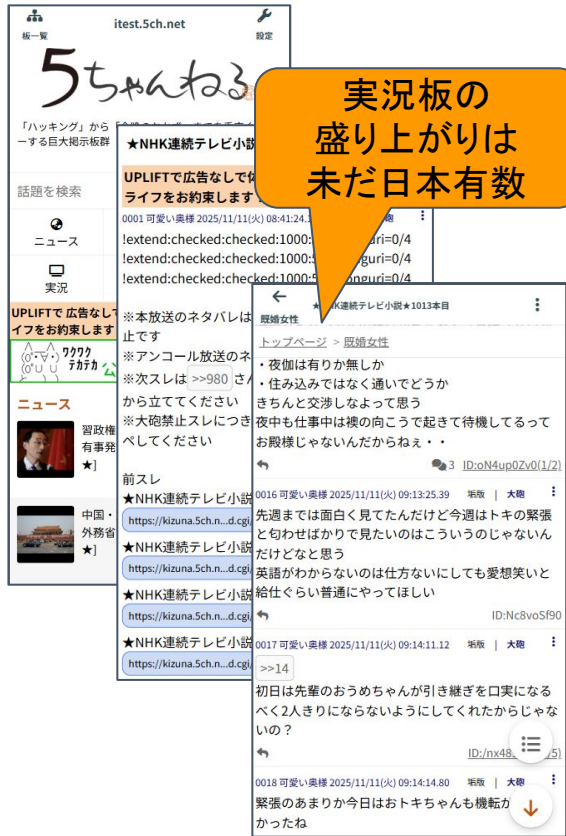 板一覧
itest.5ch.net
設定
5ちゃんねる
「ハッキング」から「
ーする巨大掲示板群
話題を検索
ニュース
実況
UPLIFTで 広告なしで
イフをお約束します
ワクワク
テカテカ
ニュース
習政権
有事発
★]
中国・
外務省
★]
実況板の
盛り上がりは
未だ日本有数
★NHK連続テレビ小説
UPLIFTで広告なしで
ライフをお約束します
0001 可愛い奥様 2025/11/11(火) 08:41:24.
!extend:checked:checked:1000:
!extend:checked:checked:1000:
!extend:checked:checked:1000:
onguri=0/4
※本放送のネタバレは
止です
※アンコール放送のネ
※次スレは >>980 さん
から立ててください
※大砲禁止スレにつき
ペしてください
前スレ
★NHK連続テレビ小説
https://kizuna.5ch.n...d.cgi,
★NHK連続テレビ小説
https://kizuna.5ch.n...d.cgi,
★NHK連続テレビ小説
https://kizuna.5ch.n...d.cgi,
★NHK連続テレビ小説
https://kizuna.5ch.n...d.cgi,
K連続テレビ小説★1013本目
既婚女性
トップページ > 既婚女性
・夜伽は有りか無しか
・住み込みではなく通いでどうか
きちんと交渉しなよって思う
夜中も仕事中は襖の向こうで起きて待機してるって
お殿様じゃないんだからねぇ・・
3 ID:oN4up0Zv0(1/2)
0016 可愛い奥様 2025/11/11(火) 09:13:25.39 垢版 | 大砲
先週までは面白く見てたんだけど今週はトキの緊張
と匂わせばかりで見たいのはこういうのじゃないん
だけどなと思う
英語がわからないのは仕方ないにしても愛想笑いと
給仕ぐらい普通にやってほしい
ID:Nc8voSf90
0017 可愛い奥様 2025/11/11(火) 09:14:11.12 垢版 | 大砲
>>14
初日は先輩のおうめちゃんが引き継ぎを口実になる
べく2人きりにならないようにしてくれたからじゃな
いの？
ID:/nx48
0018 可愛い奥様 2025/11/11(火) 09:14:14.80 垢版 | 大砲
緊張のあまりか今日はおトキちゃんも機転が
かったね